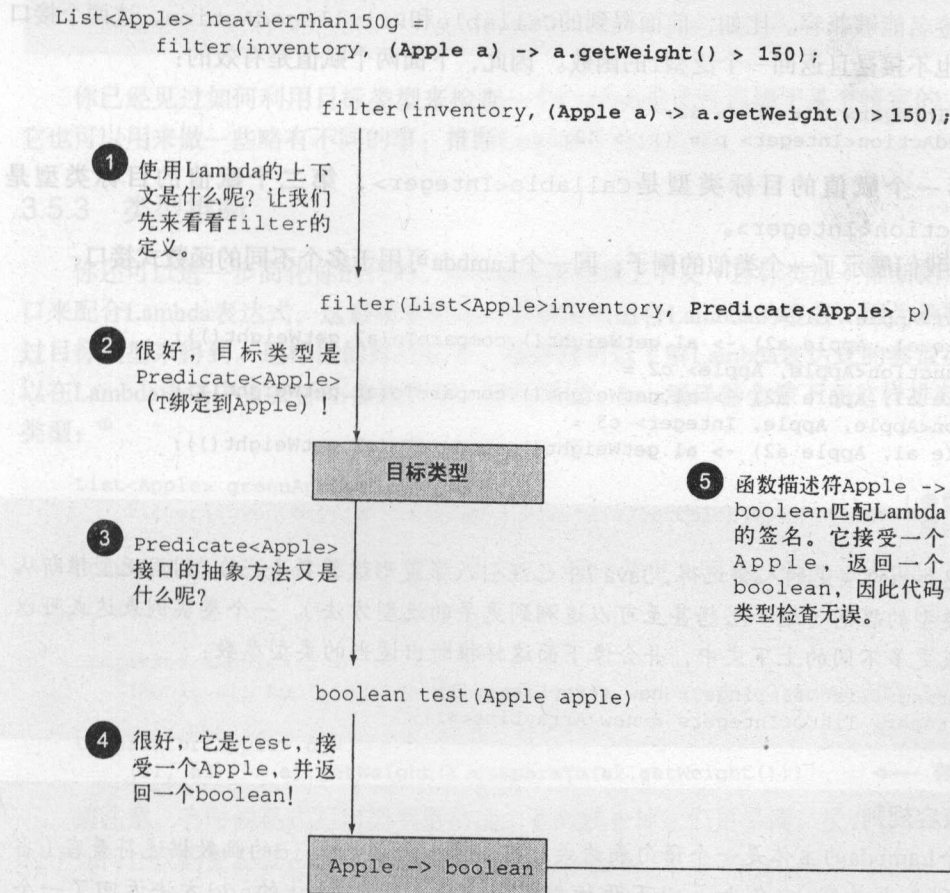 List<Apple> heavierThan150g =
filter(inventory, (Apple a) -> a.getWeight() > 150);
filter(inventory, (Apple a) -> a.getWeight() > 150);
1 使用Lambda的上下
文是什么呢？让我们
先来看看filter的
定义。
filter(List<Apple>inventory, Predicate<Apple> p)
2 很好，目标类型是
Predicate<Apple>
(T绑定到Apple)！
目标类型
3 Predicate<Apple>
接口的抽象方法又是
什么呢？
boolean test(Apple apple)
4 很好，它是test，接
受一个Apple，并返
回一个boolean！
Apple -> boolean
5 函数描述符Apple ->
boolean匹配Lambda
的签名。它接受一个
Apple，返回一个
boolean，因此代码
类型检查无误。